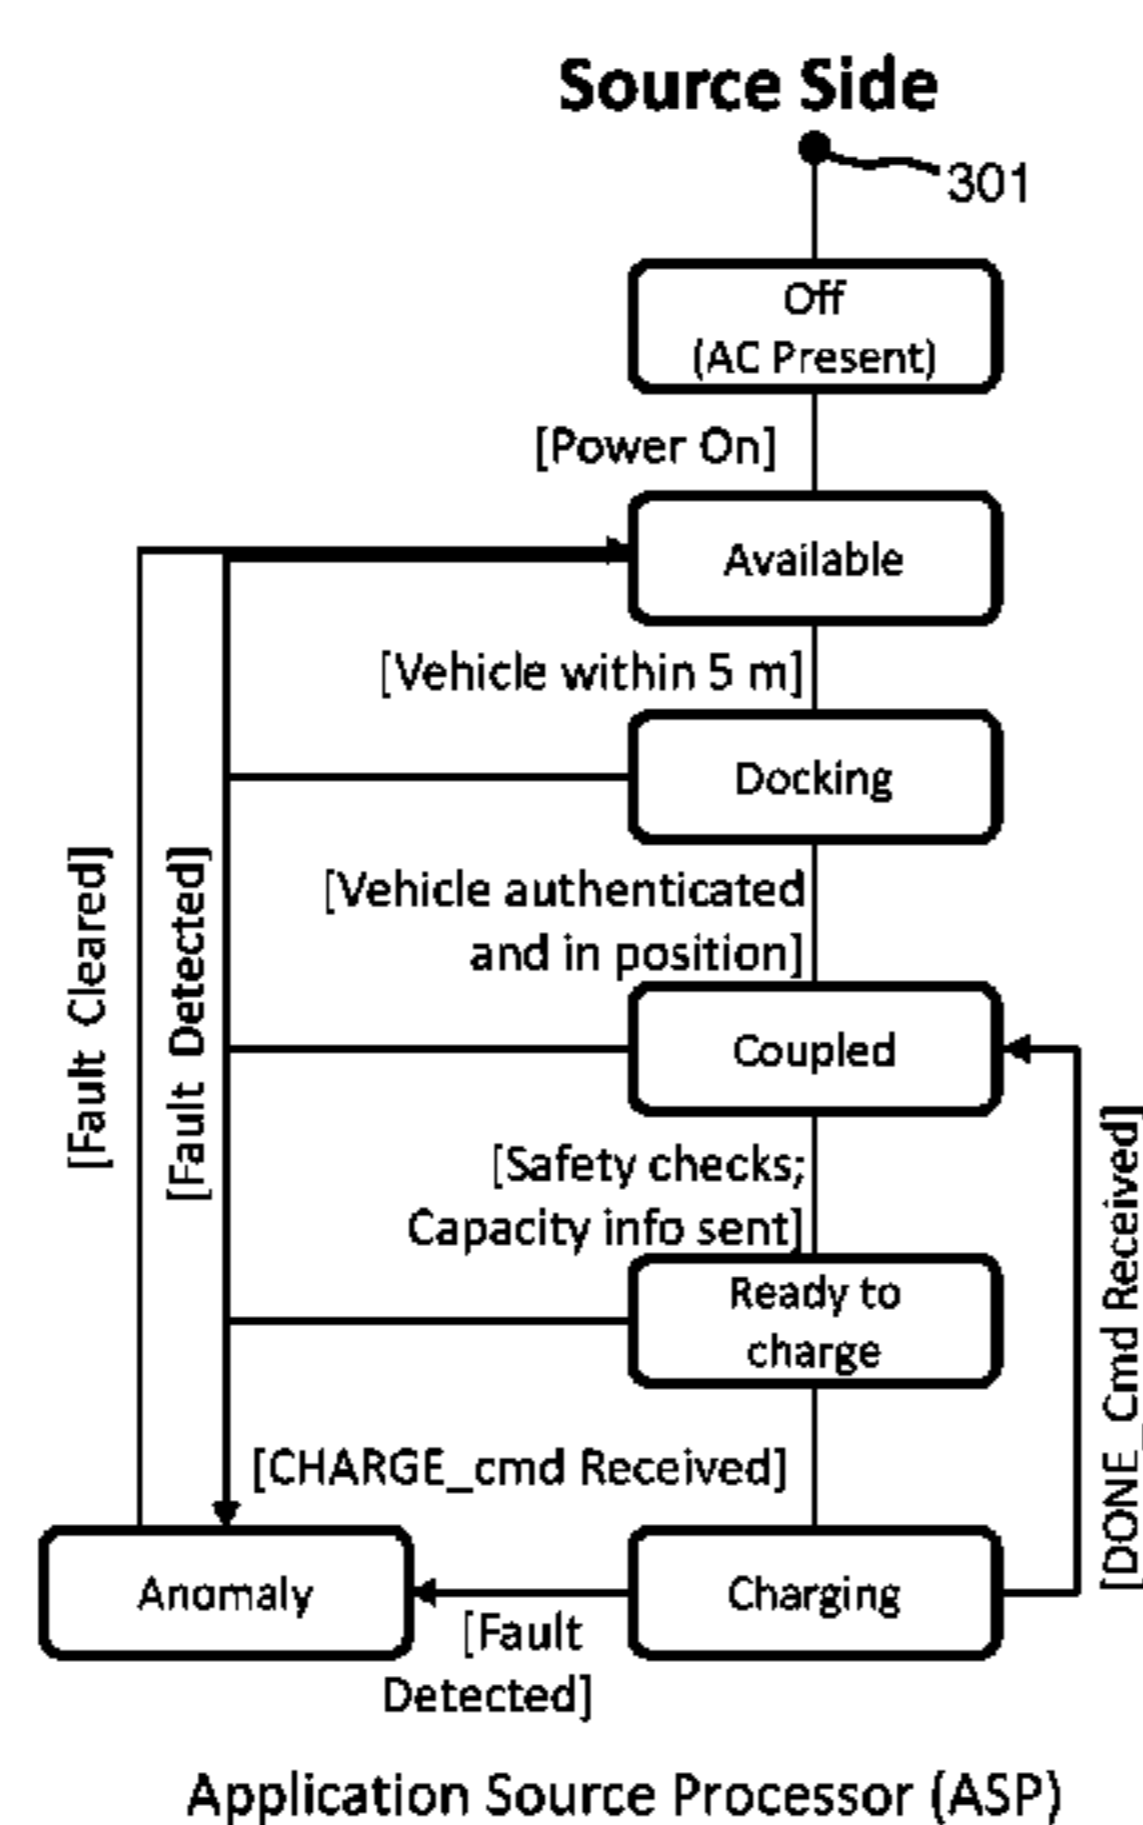 Source Side
301
Off
(AC Present)
[Power On]
Available
[Vehicle within 5 m]
Docking
[Vehicle authenticated
and in position]
Coupled
[Safety checks;
Capacity info sent]
Ready to
charge
[CHARGE_cmd Received]
Charging
Anomaly
[Fault
Detected]
[Fault Cleared]
[Fault Detected]
[DONE_Cmd Received]
Application Source Processor (ASP)